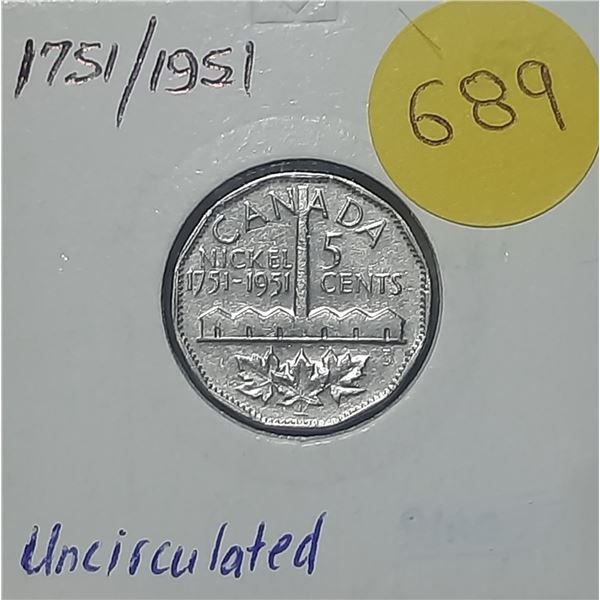 1751/1951
689
CANADA
NICKEL 5
1751-1951 CENTS
Uncirculated